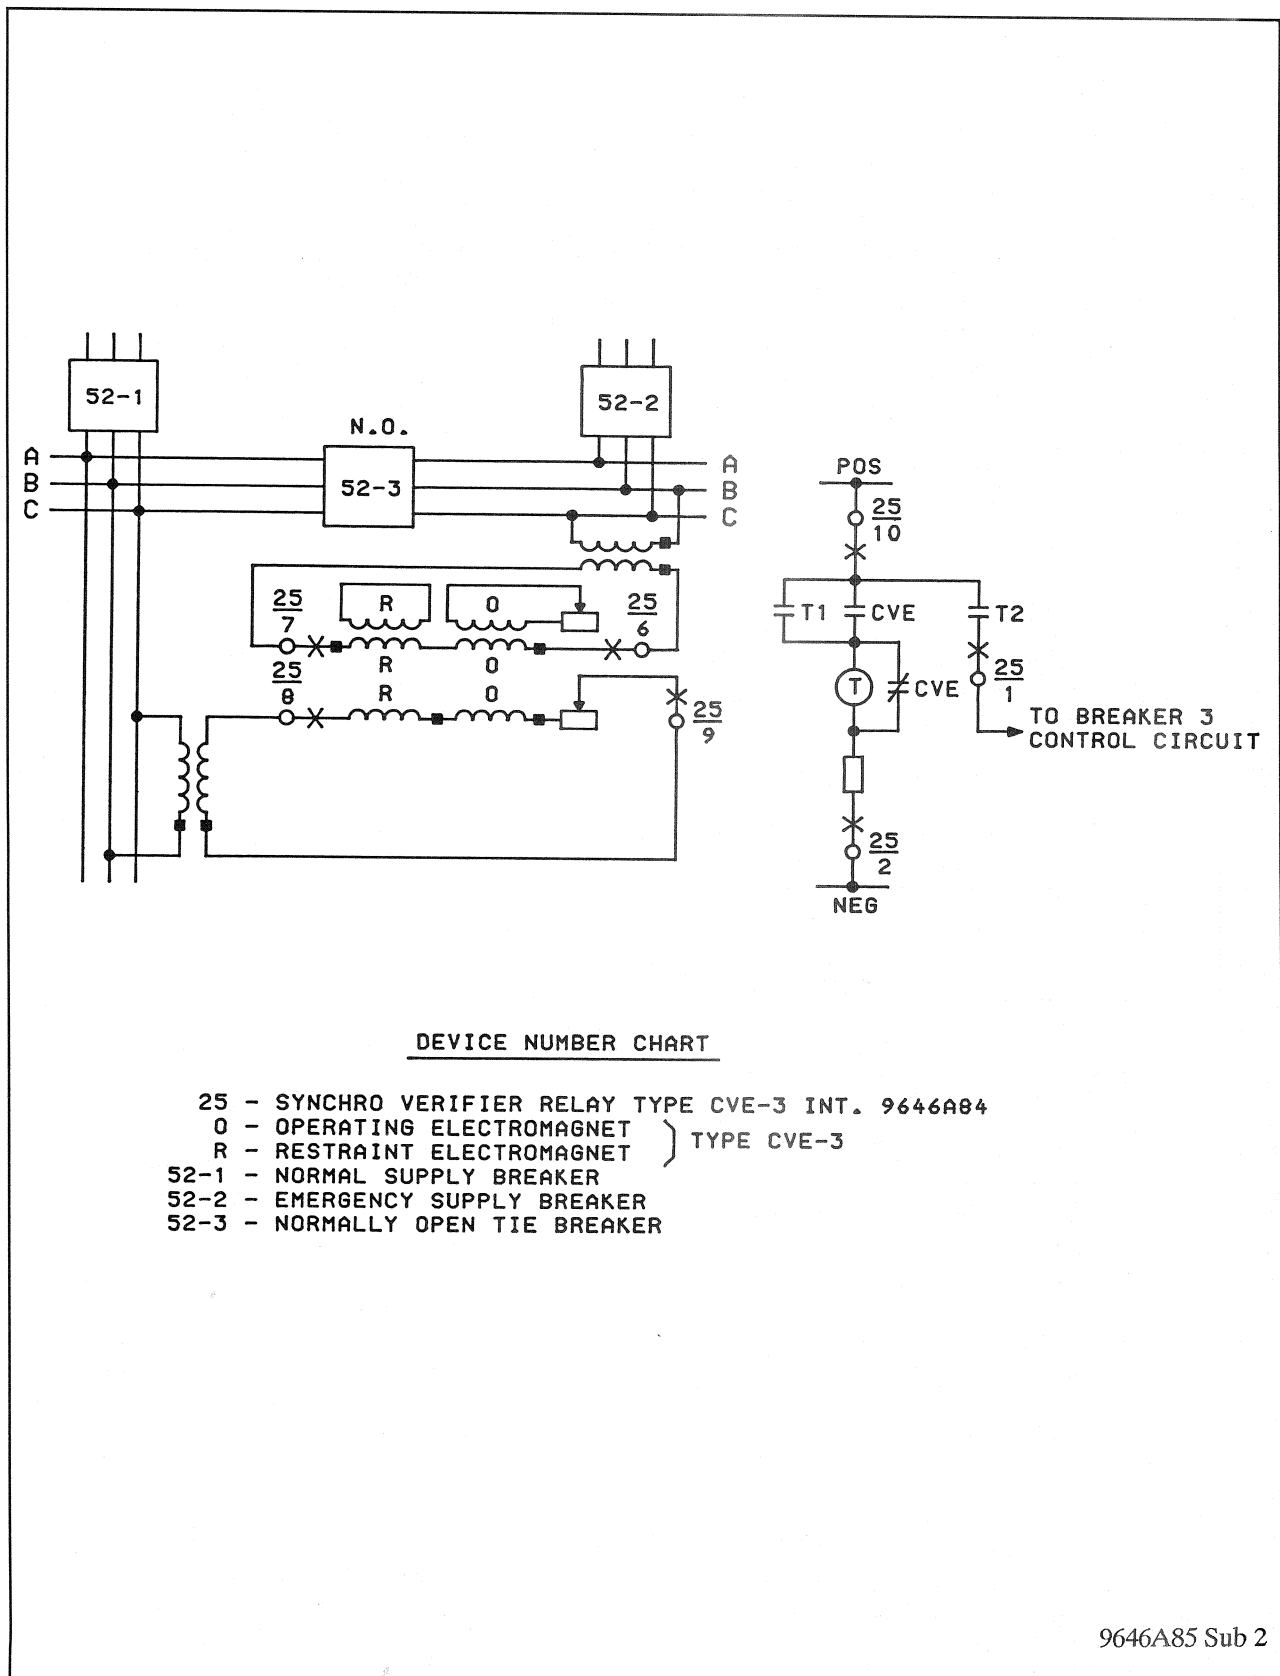 52-1
52-2
N.O.
A
B
C
52-3
A
B
C
POS
25
10
25
7
R
O
25
6
R
O
25
8
R
O
25
9
T1
CVE
T2
T
CVE
25
1
TO BREAKER 3
CONTROL CIRCUIT
25
2
NEG
DEVICE NUMBER CHART
25 - SYNCHRO VERIFIER RELAY TYPE CVE-3 INT. 9646A84
O - OPERATING ELECTROMAGNET
R - RESTRAINT ELECTROMAGNET
TYPE CVE-3
52-1 - NORMAL SUPPLY BREAKER
52-2 - EMERGENCY SUPPLY BREAKER
52-3 - NORMALLY OPEN TIE BREAKER
9646A85 Sub 2